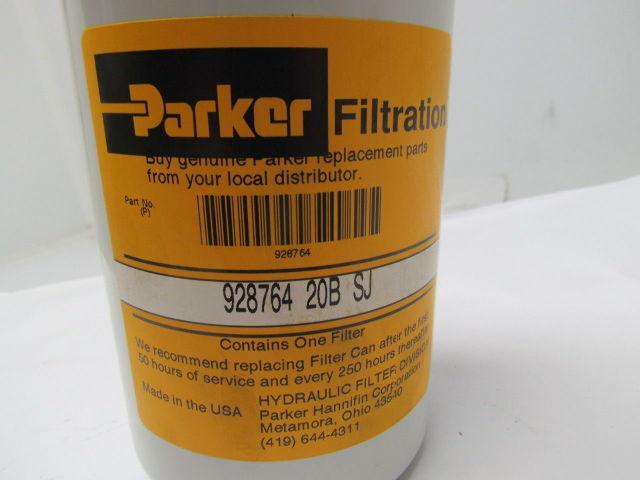 Parker Filtration
Buy genuine Parker replacement parts
from your local distributor.
Part No.
(P)
928764
928764 20B SJ
Contains One Filter
We recommend replacing Filter Can after the first
50 hours of service and every 250 hours thereafter
Made in the USA
HYDRAULIC FILTER DIVISION
Parker Hannifin Corporation
Metamora, Ohio 43540
(419) 644-4311